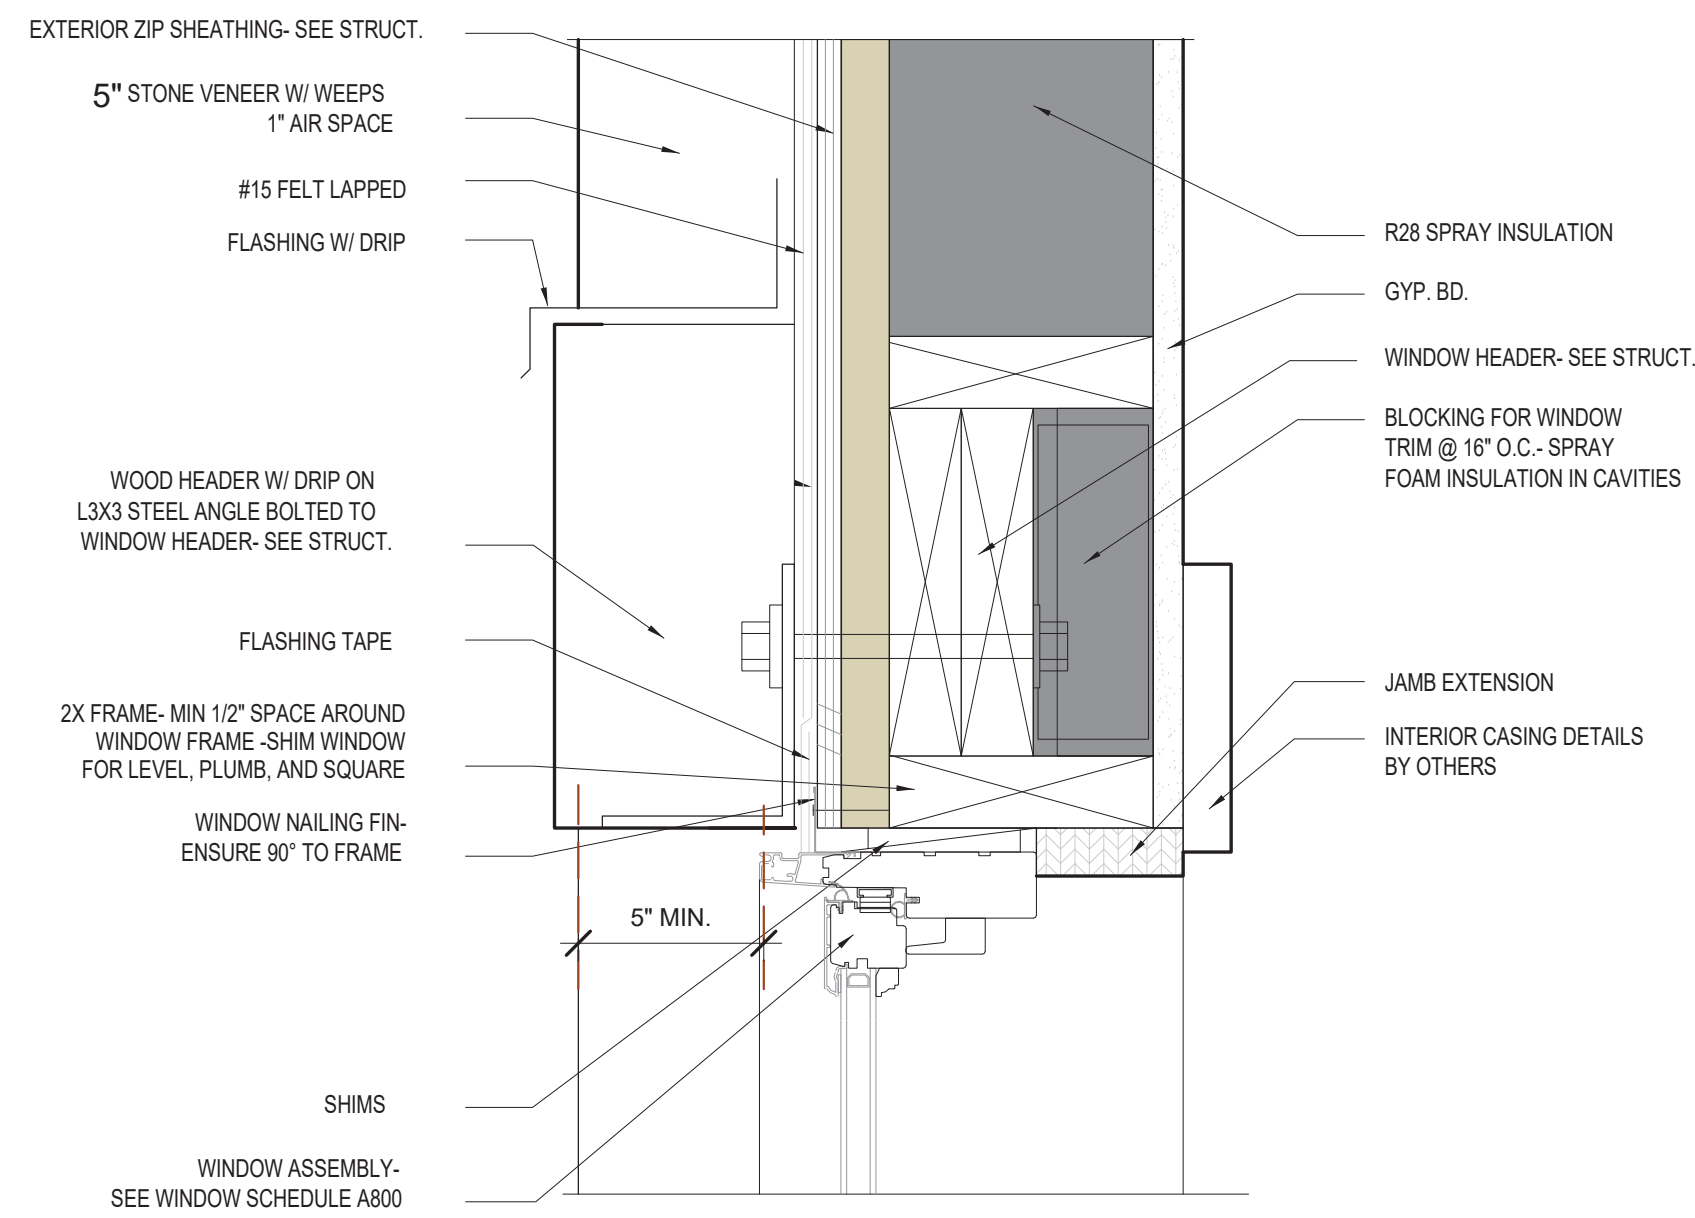 EXTERIOR ZIP SHEATHING- SEE STRUCT.
5" STONE VENEER W/ WEEPS
1" AIR SPACE
#15 FELT LAPPED
FLASHING W/ DRIP
WOOD HEADER W/ DRIP ON
L3X3 STEEL ANGLE BOLTED TO
WINDOW HEADER- SEE STRUCT.
FLASHING TAPE
2X FRAME- MIN 1/2" SPACE AROUND
WINDOW FRAME -SHIM WINDOW
FOR LEVEL, PLUMB, AND SQUARE
WINDOW NAILING FIN-
ENSURE 90° TO FRAME
5" MIN.
SHIMS
WINDOW ASSEMBLY-
SEE WINDOW SCHEDULE A800
R28 SPRAY INSULATION
GYP. BD.
WINDOW HEADER- SEE STRUCT.
BLOCKING FOR WINDOW
TRIM @ 16" O.C.- SPRAY
FOAM INSULATION IN CAVITIES
JAMB EXTENSION
INTERIOR CASING DETAILS
BY OTHERS